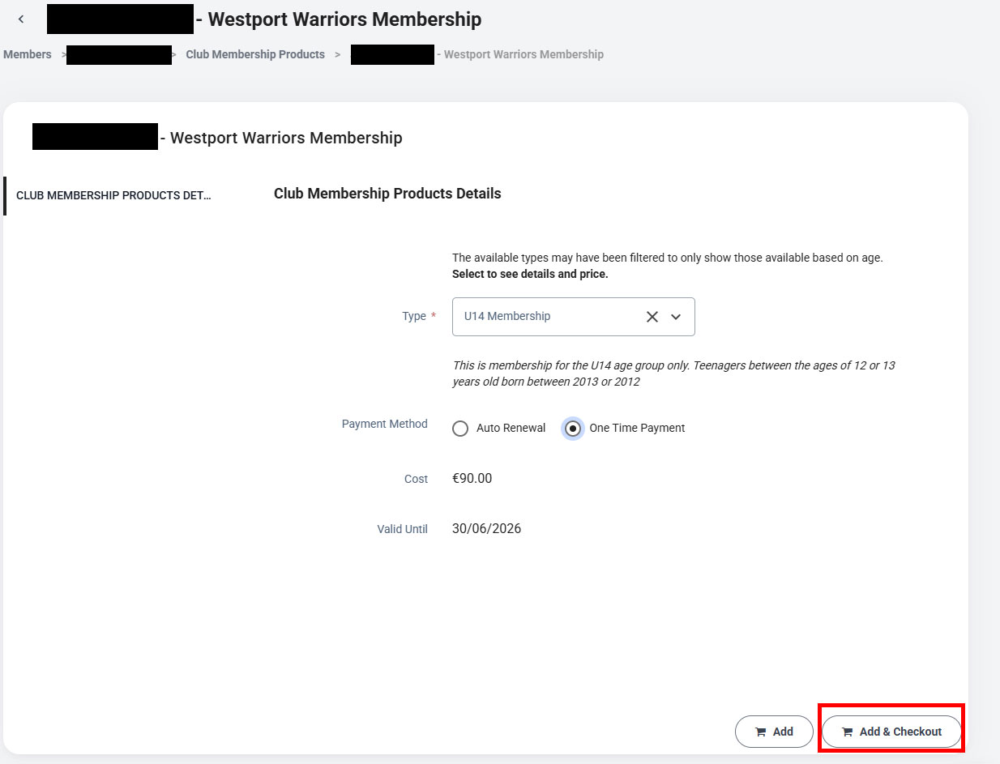 - Westport Warriors Membership
Members > > Club Membership Products > - Westport Warriors Membership
- Westport Warriors Membership
CLUB MEMBERSHIP PRODUCTS DET...
Club Membership Products Details
The available types may have been filtered to only show those available based on age.
Select to see details and price.
Type * U14 Membership
This is membership for the U14 age group only. Teenagers between the ages of 12 or 13
years old born between 2013 or 2012
Payment Method Auto Renewal One Time Payment
Cost €90.00
Valid Until 30/06/2026
Add Add & Checkout